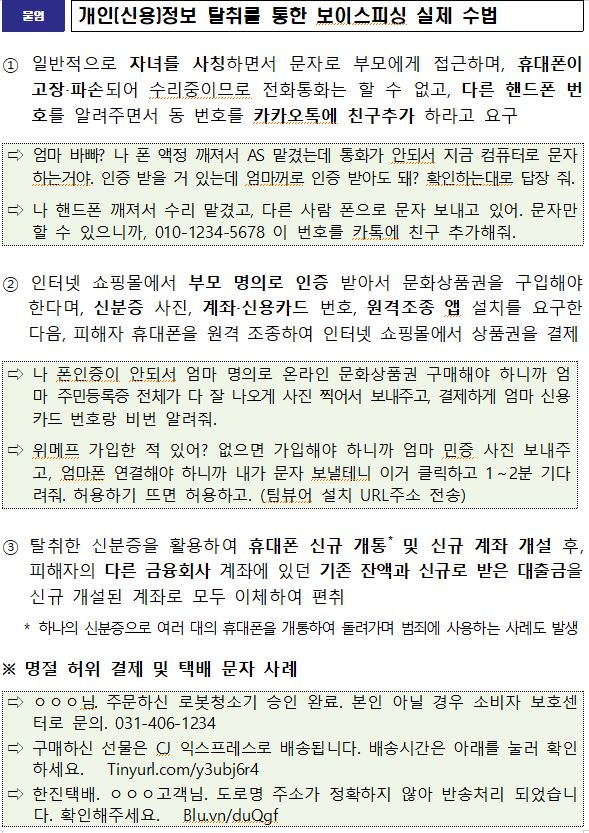 붙임 개인(신용)정보 탈취를 통한 보이스피싱 실제 수법
① 일반적으로 자녀를 사칭하면서 문자로 부모에게 접근하며, 휴대폰이
고장·파손되어 수리중이므로 전화통화는 할 수 없고, 다른 핸드폰 번
호를 알려주면서 동 번호를 카카오톡에 친구추가 하라고 요구
⇨ 엄마 바빠? 나 폰 액정 깨져서 AS 맡겼는데 통화가 안되서 지금 컴퓨터로 문자
하는거야. 인증 받을 거 있는데 엄마꺼로 인증 받아도 돼? 확인하는대로 답장 줘.
⇨ 나 핸드폰 깨져서 수리 맡겼고, 다른 사람 폰으로 문자 보내고 있어. 문자만
할 수 있으니까, 010-1234-5678 이 번호를 카톡에 친구 추가해줘.
② 인터넷 쇼핑몰에서 부모 명의로 인증 받아서 문화상품권을 구입해야
한다며, 신분증 사진, 계좌·신용카드 번호, 원격조종 앱 설치를 요구한
다음, 피해자 휴대폰을 원격 조종하여 인터넷 쇼핑몰에서 상품권을 결제
⇨ 나 폰인증이 안되서 엄마 명의로 온라인 문화상품권 구매해야 하니까 엄
마 주민등록증 전체가 다 잘 나오게 사진 찍어서 보내주고, 결제하게 엄마 신용
카드 번호랑 비번 알려줘.
⇨ 위메프 가입한 적 있어? 없으면 가입해야 하니까 엄마 민증 사진 보내주
고, 엄마폰 연결해야 하니까 내가 문자 보낼테니 이거 클릭하고 1~2분 기다
려줘. 허용하기 뜨면 허용하고. (팀뷰어 설치 URL주소 전송)
③ 탈취한 신분증을 활용하여 휴대폰 신규 개통* 및 신규 계좌 개설 후,
피해자의 다른 금융회사 계좌에 있던 기존 잔액과 신규로 받은 대출금을
신규 개설된 계좌로 모두 이체하여 편취
* 하나의 신분증으로 여러 대의 휴대폰을 개통하여 돌려가며 범죄에 사용하는 사례도 발생
※ 명절 허위 결제 및 택배 문자 사례
⇨ ㅇㅇㅇ님. 주문하신 로봇청소기 승인 완료. 본인 아닐 경우 소비자 보호센
터로 문의. 031-406-1234
⇨ 구매하신 선물은 CJ 익스프레스로 배송됩니다. 배송시간은 아래를 눌러 확인
하세요. Tinyurl.com/y3ubj6r4
⇨ 한진택배. ㅇㅇㅇ고객님. 도로명 주소가 정확하지 않아 반송처리 되었습니
다. 확인해주세요. Blu.vn/duQgf